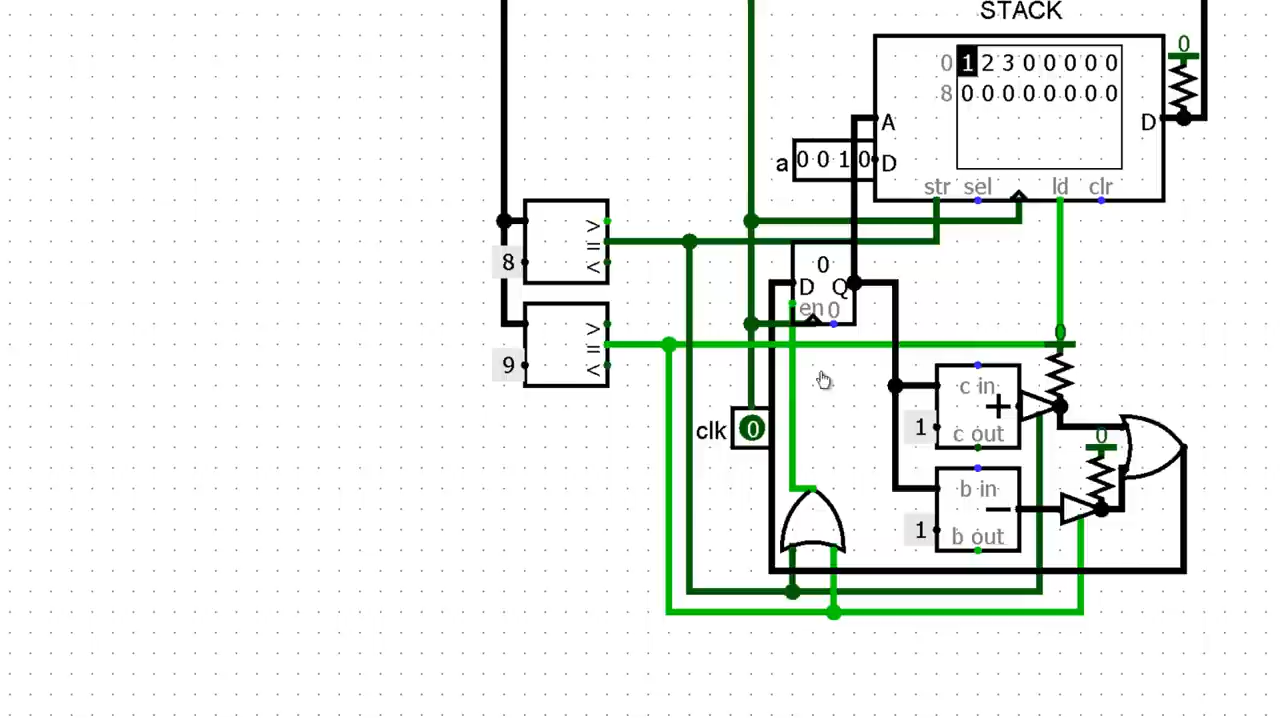 STACK
0
0 1 2 3 0 0 0 0 0
8 0 0 0 0 0 0 0 0
A
D
a 0 0 1 0 D
str sel ld clr
>
=
<
8
0
D Q
en 0
>
=
<
9
0
c in
+
1 c out
clk 0
0
b in
−
1 b out